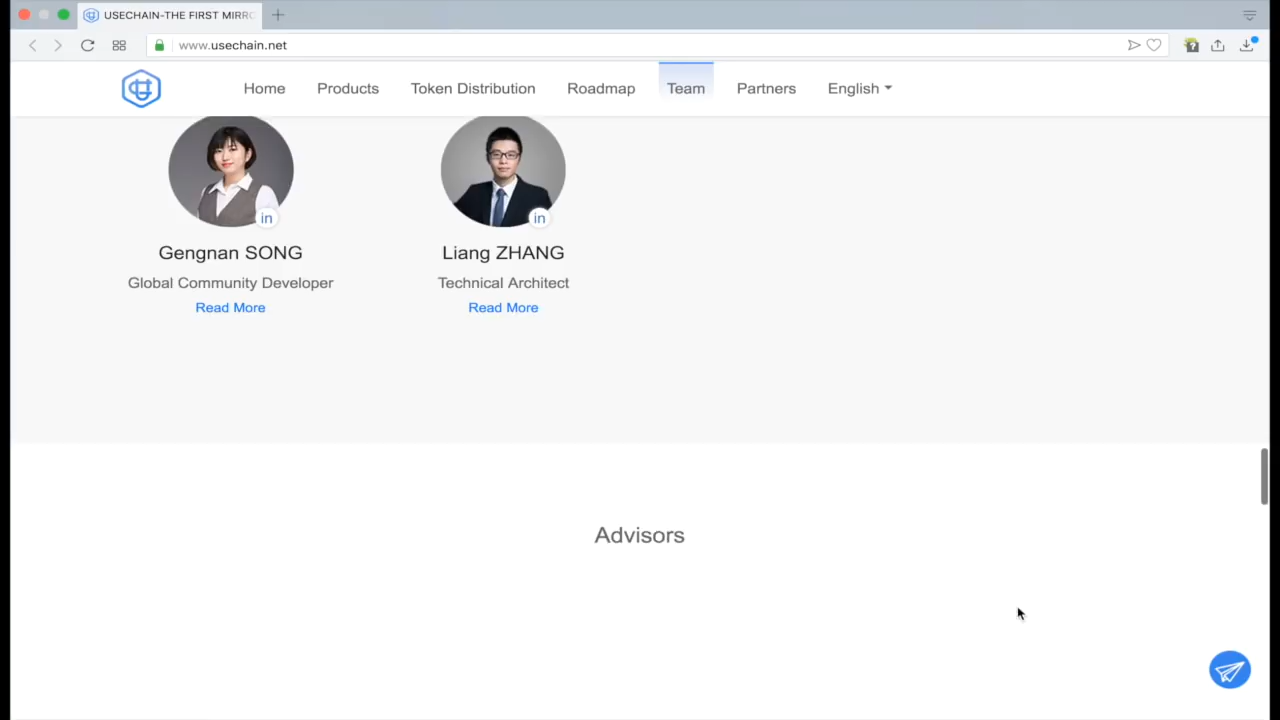 USECHAIN-THE FIRST MIRRO
www.usechain.net
Home Products Token Distribution Roadmap Team Partners English
in in
Gengnan SONG Liang ZHANG
Global Community Developer Technical Architect
Read More Read More
Advisors